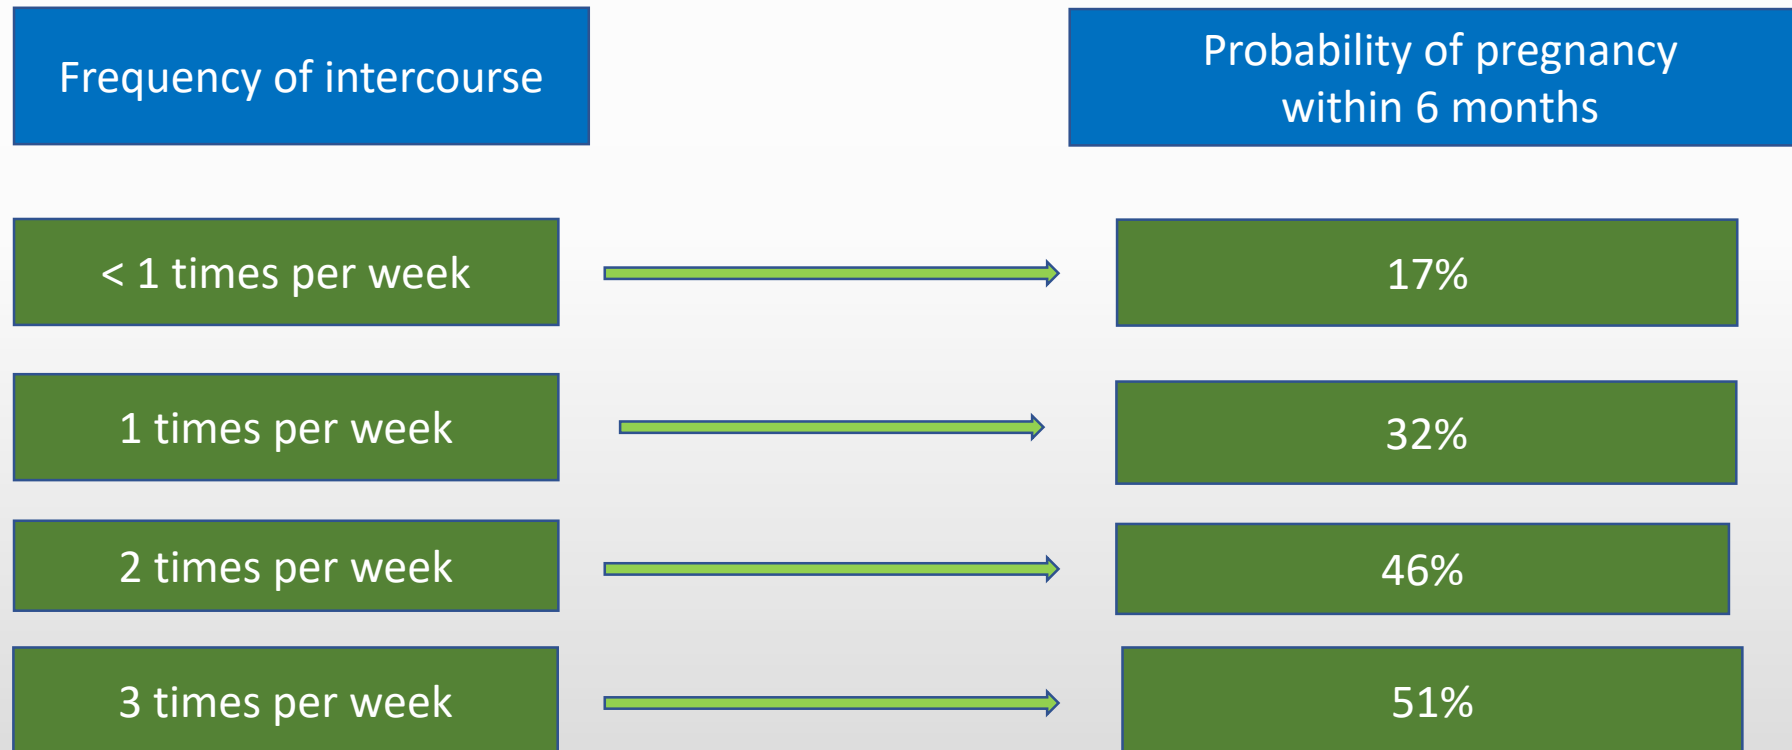 Frequency of intercourse
Probability of pregnancy
within 6 months
< 1 times per week
17%
1 times per week
32%
2 times per week
46%
3 times per week
51%